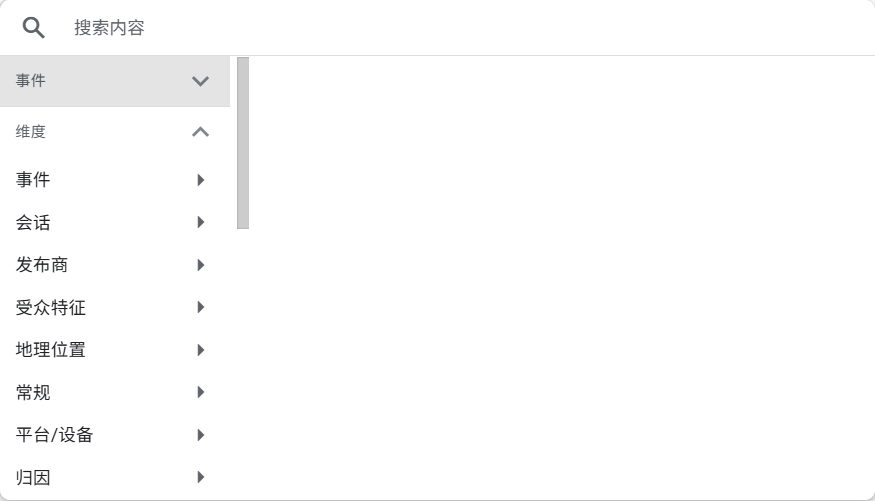 搜索内容
事件
维度
事件
会话
发布商
受众特征
地理位置
常规
平台/设备
归因